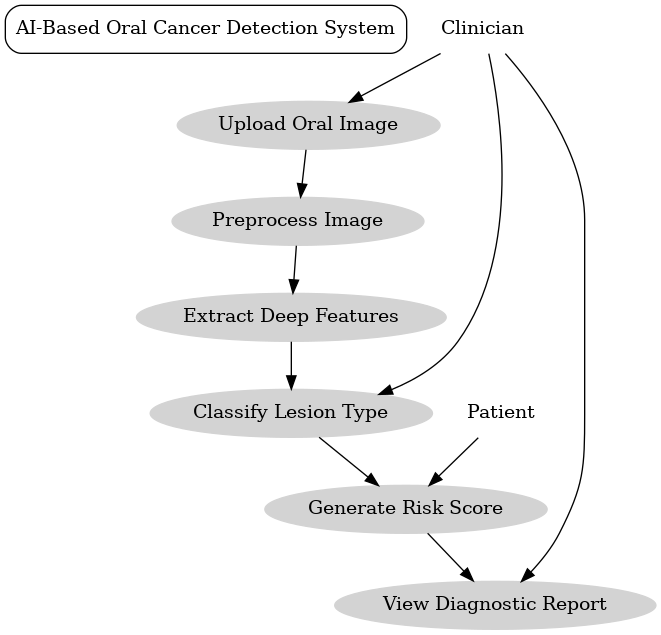 AI-Based Oral Cancer Detection System
Clinician
Upload Oral Image
Preprocess Image
Extract Deep Features
Classify Lesion Type
Patient
Generate Risk Score
View Diagnostic Report